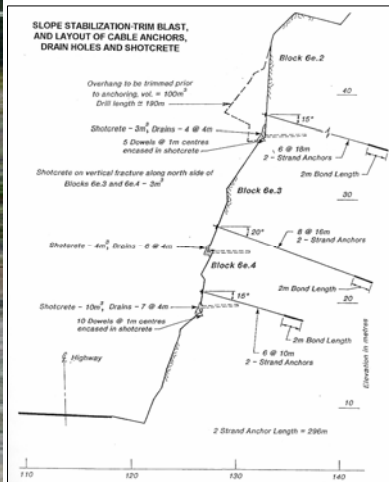 SLOPE STABILIZATION-TRIM BLAST,
AND LAYOUT OF CABLE ANCHORS,
DRAIN HOLES AND SHOTCRETE
Block 6e.2
Overhang to be trimmed prior
to anchoring, vol. = 100m³
Drill length = 190m
40
15°
Shotcrete-3m³, Drains-4 @ 4m
5 Dowels @ 1m centres
encased in shotcrete
6 @ 18m
2-Strand Anchors
2m Bond Length
Shotcrete on vertical fracture along north side of
Blocks 6e.3 and 6e.4 - 3m³
Block 6e.3
30
20°
8 @ 16m
2-Strand Anchors
Shotcrete-4m³, Drains-6 @ 4m
Block 6e.4
2m Bond Length
20
15°
Shotcrete-10m³, Drains-7 @ 4m
10 Dowels @ 1m centres
encased in shotcrete
2m Bond Length
6 @ 10m
2-Strand Anchors
Highway
Elevation in metres
10
2 Strand Anchor Length = 296m
110
120
130
140